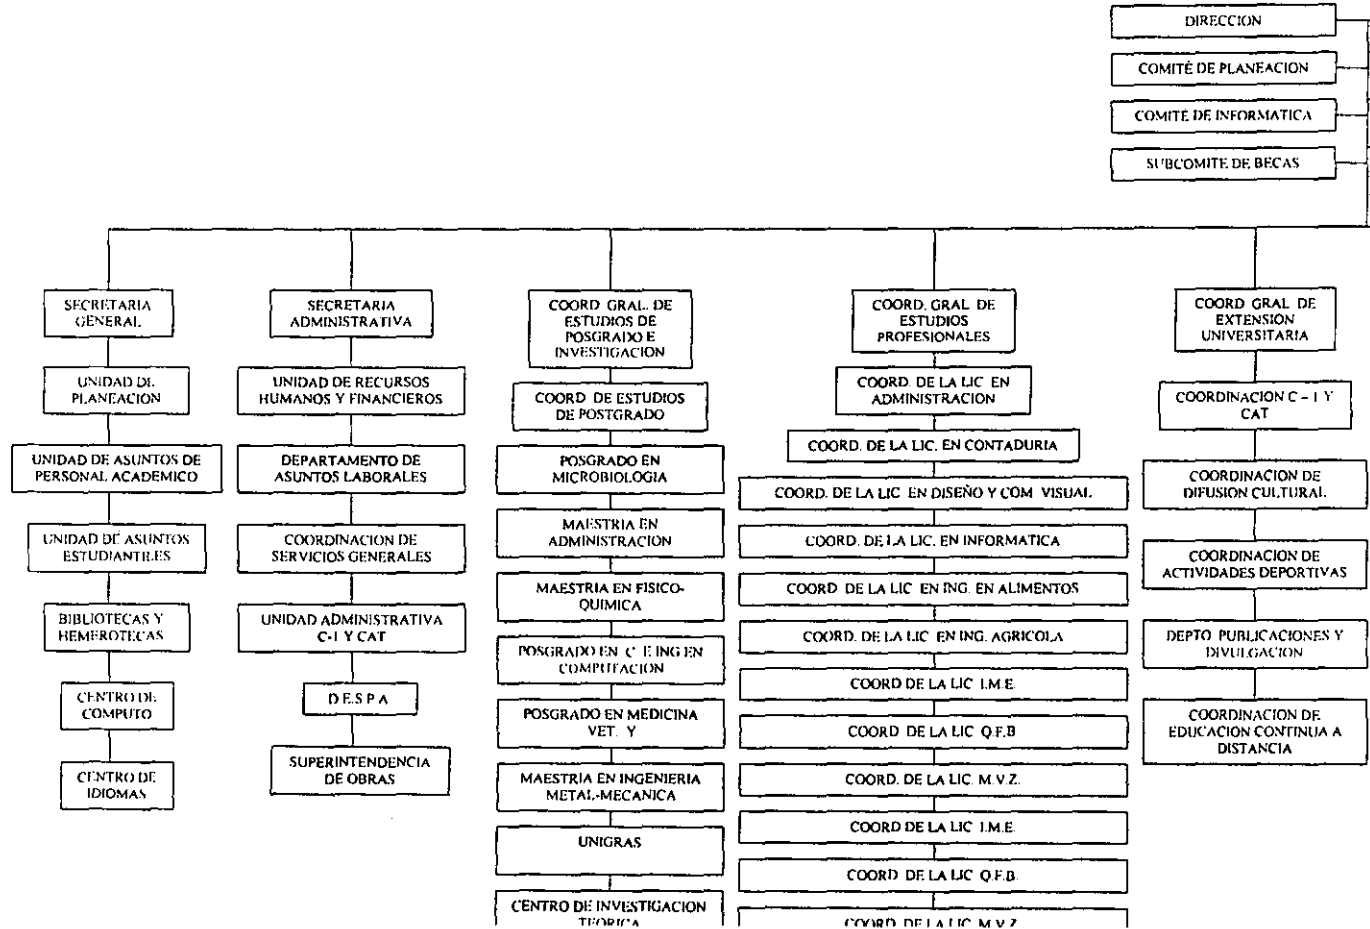 DIRECCION
COMITÉ DE PLANEACION
COMITÉ DE INFORMATICA
SUBCOMITE DE BECAS
SECRETARIA
GENERAL
UNIDAD DE
PLANEACION
UNIDAD DE ASUNTOS DE
PERSONAL ACADEMICO
UNIDAD DE ASUNTOS
ESTUDIANTILES
BIBLIOTECAS Y
HEMEROTECAS
CENTRO DE
COMPUTO
CENTRO DE
IDIOMAS
SECRETARIA
ADMINISTRATIVA
UNIDAD DE RECURSOS
HUMANOS Y FINANCIEROS
DEPARTAMENTO DE
ASUNTOS LABORALES
COORDINACION DE
SERVICIOS GENERALES
UNIDAD ADMINISTRATIVA
C-I Y CAT
D.E.S P A
SUPERINTENDENCIA
DE OBRAS
COORD GRAL. DE
ESTUDIOS DE
POSGRADO E
INVESTIGACION
COORD DE ESTUDIOS
DE POSTGRADO
POSGRADO EN
MICROBIOLOGIA
MAESTRIA EN
ADMINISTRACION
MAESTRIA EN FISICO-
QUIMICA
POSGRADO EN C E ING EN
COMPUTACION
POSGRADO EN MEDICINA
VET. Y
MAESTRIA EN INGENIERIA
METAL-MECANICA
UNIGRAS
CENTRO DE INVESTIGACION
TEORICA
COORD. GRAL DE
ESTUDIOS
PROFESIONALES
COORD. DE LA LIC EN
ADMINISTRACION
COORD. DE LA LIC. EN CONTADURIA
COORD. DE LA LIC EN DISEÑO Y COM VISUAL
COORD. DE LA LIC. EN INFORMATICA
COORD DE LA LIC EN ING. EN ALIMENTOS
COORD. DE LA LIC EN ING. AGRICOLA
COORD DE LA LIC I.M.E.
COORD DE LA LIC Q.F.B
COORD. DE LA LIC. M.V.Z.
COORD DE LA LIC I.M.E.
COORD DE LA LIC Q.F.B.
COORD. DE LA LIC M.V.Z.
COORD GRAL DE
EXTENSION
UNIVERSITARIA
COORDINACION C – I Y
CAT
COORDINACION DE
DIFUSION CULTURAL
COORDINACION DE
ACTIVIDADES DEPORTIVAS
DEPTO PUBLICACIONES Y
DIVULGACION
COORDINACION DE
EDUCACION CONTINUA A
DISTANCIA